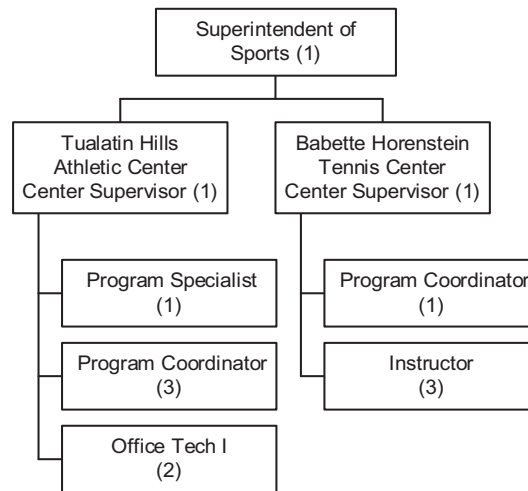 Superintendent of
Sports (1)
Tualatin Hills
Athletic Center
Center Supervisor (1)
Babette Horenstein
Tennis Center
Center Supervisor (1)
Program Specialist
(1)
Program Coordinator
(3)
Office Tech I
(2)
Program Coordinator
(1)
Instructor
(3)